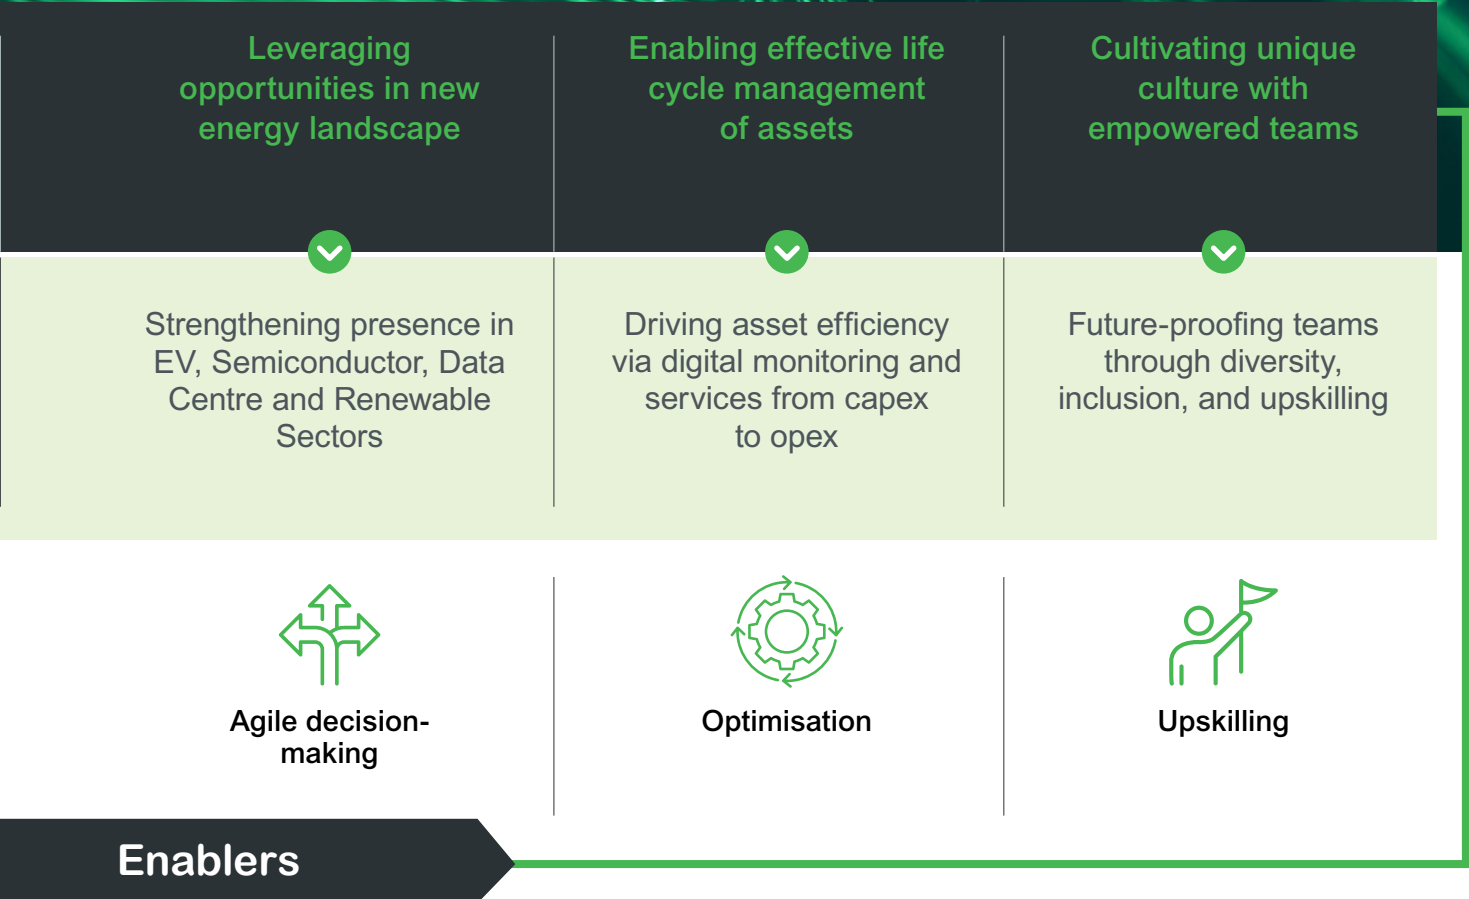 Leveraging
opportunities in new
energy landscape
Enabling effective life
cycle management
of assets
Cultivating unique
culture with
empowered teams
Strengthening presence in
EV, Semiconductor, Data
Centre and Renewable
Sectors
Driving asset efficiency
via digital monitoring and
services from capex
to opex
Future-proofing teams
through diversity,
inclusion, and upskilling
Agile decision-
making
Optimisation
Upskilling
Enablers